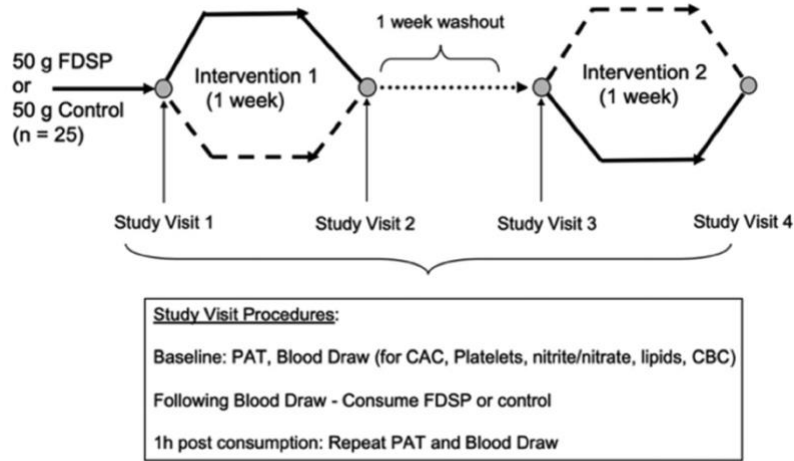 1 week washout
50 g FDSP
or
50 g Control
(n = 25)
Intervention 1
(1 week)
Intervention 2
(1 week)
Study Visit 1
Study Visit 2
Study Visit 3
Study Visit 4
Study Visit Procedures:
Baseline: PAT, Blood Draw (for CAC, Platelets, nitrite/nitrate, lipids, CBC)
Following Blood Draw - Consume FDSP or control
1h post consumption: Repeat PAT and Blood Draw